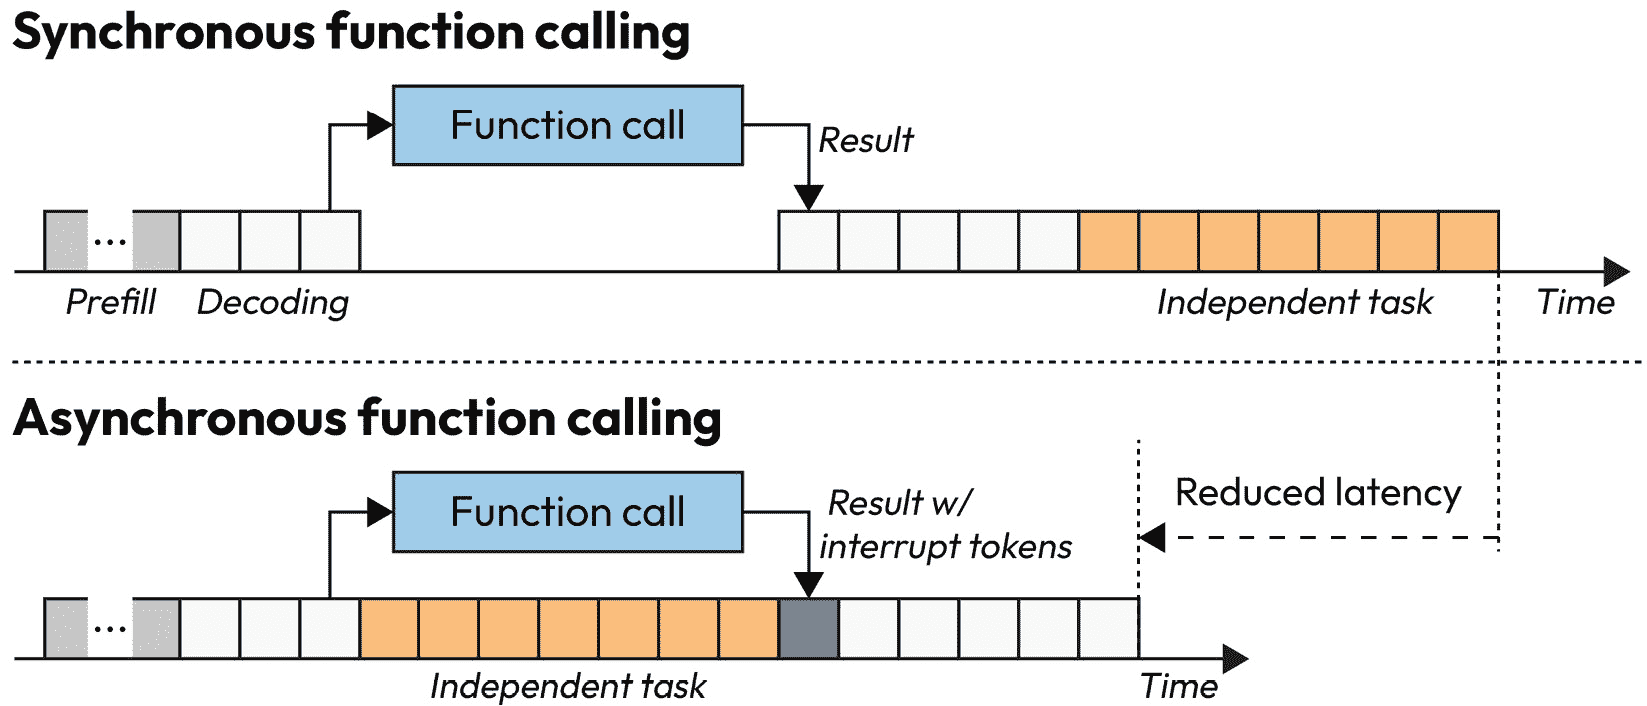 Synchronous function calling
Function call
Result
...
Prefill
Decoding
Independent task
Time
Asynchronous function calling
Function call
Result w/
interrupt tokens
Reduced latency
...
Independent task
Time